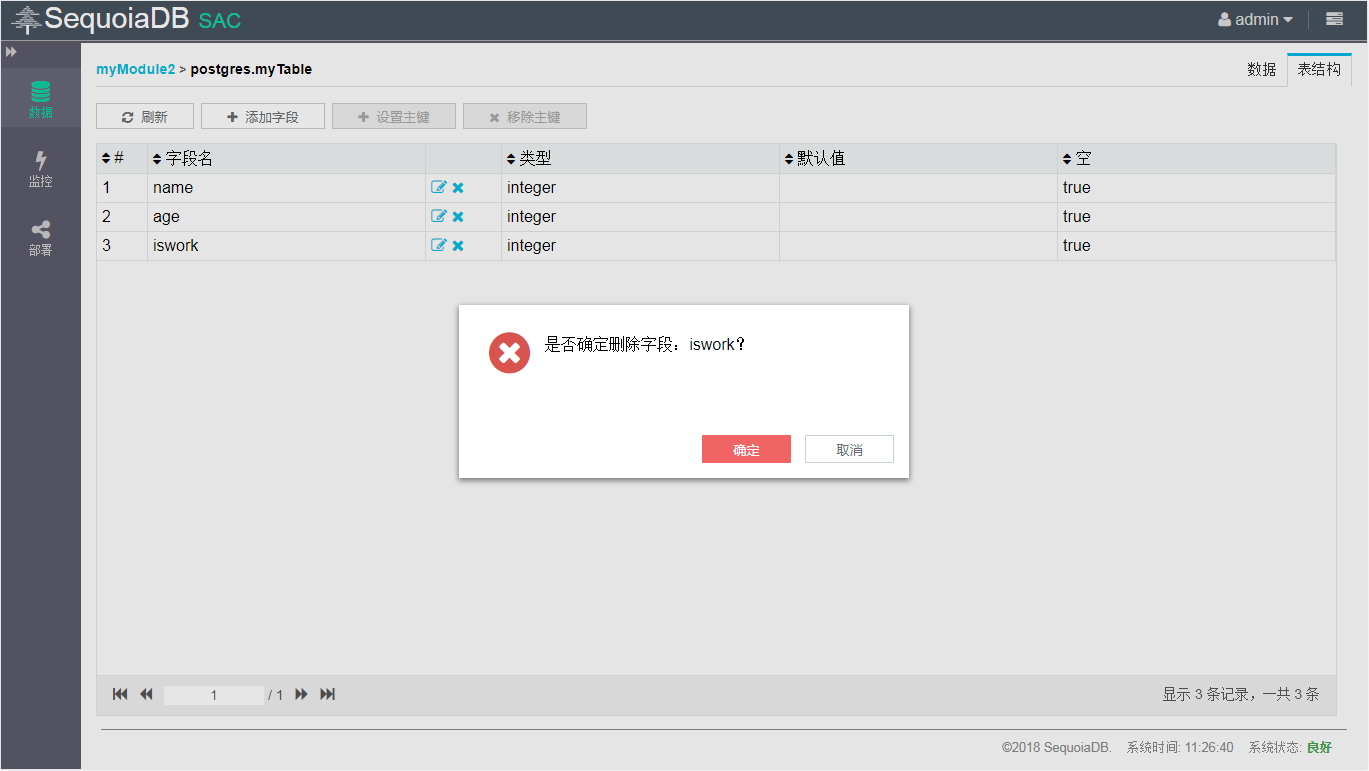 SequoiaDB SAC
admin
myModule2 > postgres.myTable
数据 表结构
数据
监控
部署
刷新 添加字段 设置主键 移除主键
# 字段名 类型 默认值 空
1 name integer true
2 age integer true
3 iswork integer true
是否确定删除字段：iswork？
确定 取消
1 / 1
显示 3 条记录，一共 3 条
©2018 SequoiaDB. 系统时间: 11:26:40 系统状态: 良好